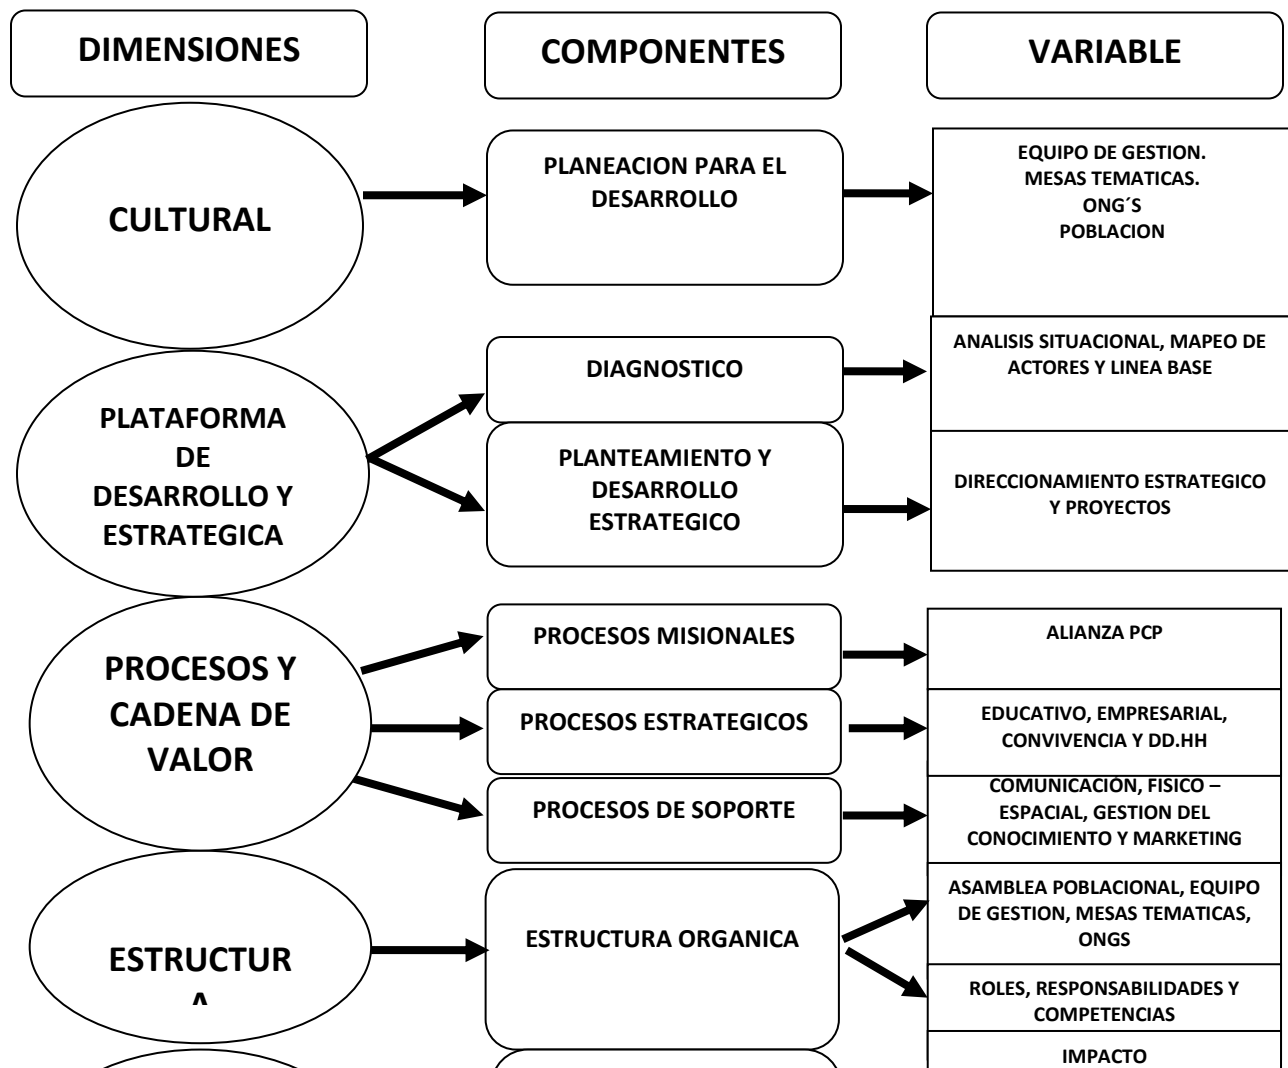 DIMENSIONES
COMPONENTES
VARIABLE
CULTURAL
PLANEACION PARA EL
DESARROLLO
EQUIPO DE GESTION.
MESAS TEMATICAS.
ONG´S
POBLACION
PLATAFORMA
DE
DESARROLLO Y
ESTRATEGICA
DIAGNOSTICO
ANALISIS SITUACIONAL, MAPEO DE
ACTORES Y LINEA BASE
PLANTEAMIENTO Y
DESARROLLO
ESTRATEGICO
DIRECCIONAMIENTO ESTRATEGICO
Y PROYECTOS
PROCESOS Y
CADENA DE
VALOR
PROCESOS MISIONALES
ALIANZA PCP
PROCESOS ESTRATEGICOS
EDUCATIVO, EMPRESARIAL,
CONVIVENCIA Y DD.HH
PROCESOS DE SOPORTE
COMUNICACIÓN, FISICO –
ESPACIAL, GESTION DEL
CONOCIMIENTO Y MARKETING
ESTRUCTUR
A
ESTRUCTURA ORGANICA
ASAMBLEA POBLACIONAL, EQUIPO
DE GESTION, MESAS TEMATICAS,
ONGS
ROLES, RESPONSABILIDADES Y
COMPETENCIAS
IMPACTO